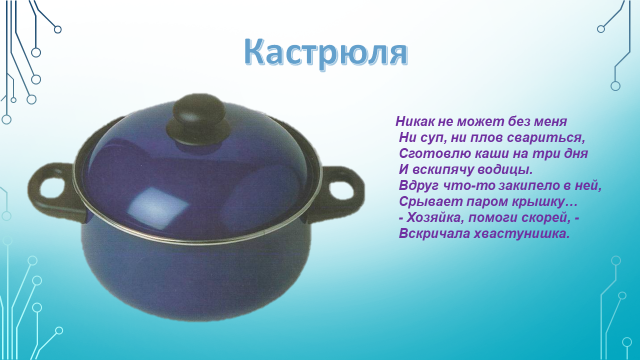 Кастрюля
Никак не может без меня
Ни суп, ни плов свариться,
Сготовлю каши на три дня
И вскипячу водицы.
Вдруг что-то закипело в ней,
Срывает паром крышку...
- Хозяйка, помоги скорей, -
Вскричала хвастунишка.